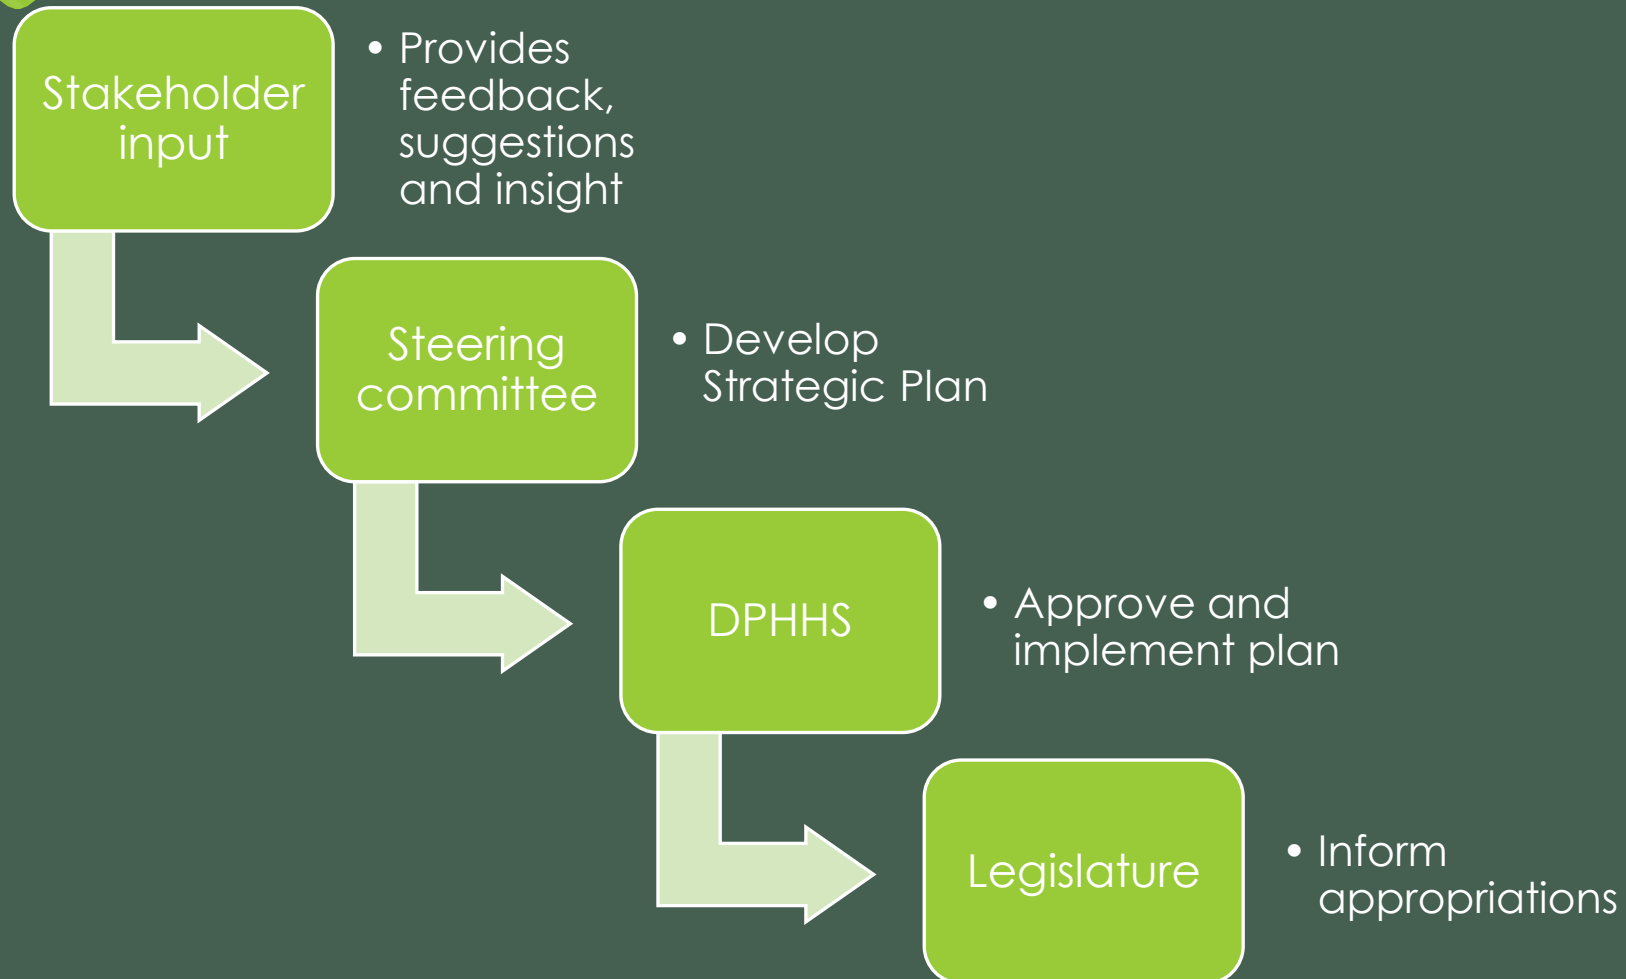 Stakeholder
input
• Provides
feedback,
suggestions
and insight
Steering
committee
• Develop
Strategic Plan
DPHHS
• Approve and
implement plan
Legislature
• Inform
appropriations